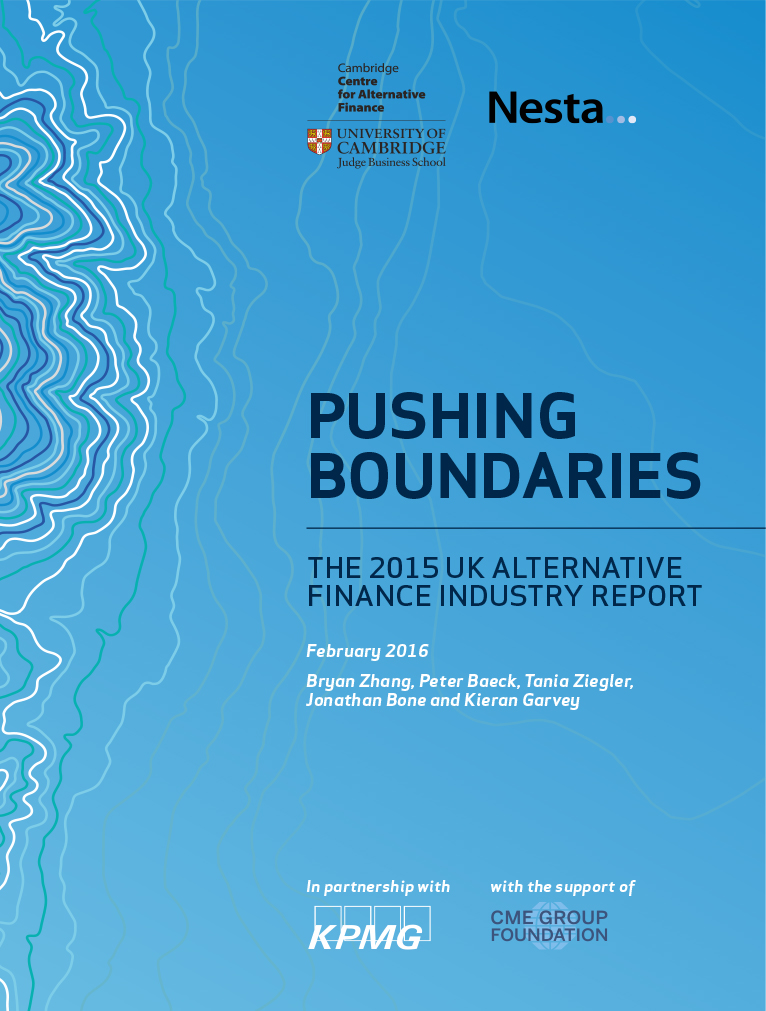 Cambridge
Centre
for Alternative
Finance
UNIVERSITY OF
CAMBRIDGE
Judge Business School
Nesta...
PUSHING
BOUNDARIES
THE 2015 UK ALTERNATIVE
FINANCE INDUSTRY REPORT
February 2016
Bryan Zhang, Peter Baeck, Tania Ziegler,
Jonathan Bone and Kieran Garvey
In partnership with
KPMG
with the support of
CME GROUP
FOUNDATION